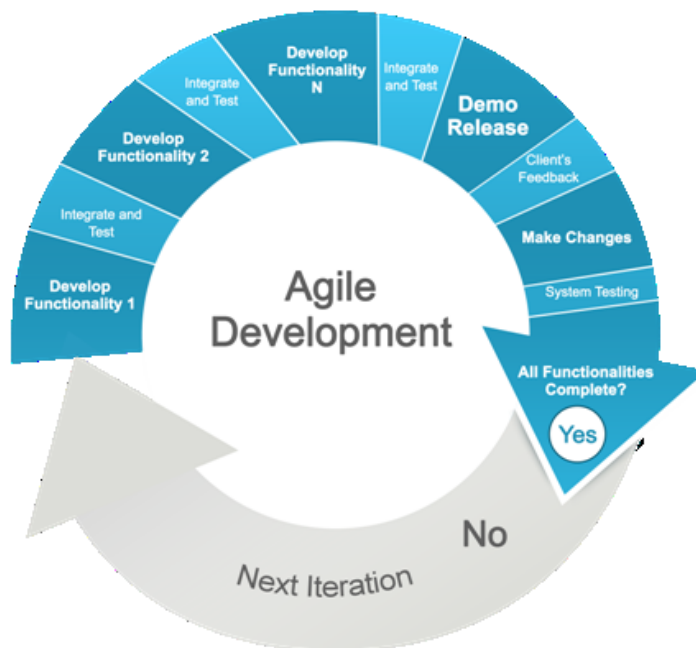 Develop
Functionality 1
Integrate and
Test
Develop
Functionality 2
Integrate
and Test
Develop
Functionality
N
Integrate
and Test
Demo
Release
Client's
Feedback
Make Changes
System Testing
All Functionalities
Complete?
Yes
No
Next Iteration
Agile
Development